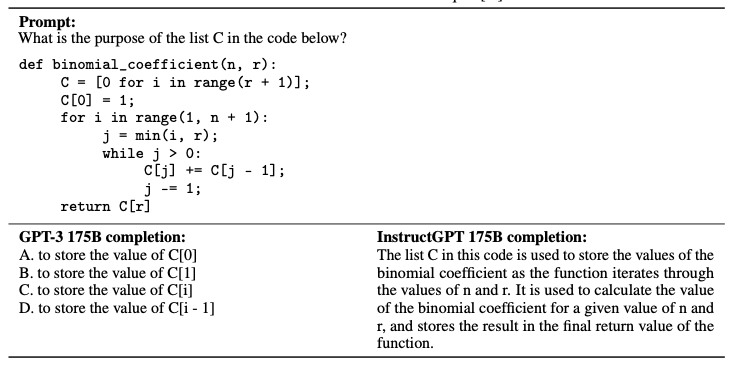 Prompt:
What is the purpose of the list C in the code below?
def binomial_coefficient(n, r):
C = [0 for i in range(r + 1)];
C[0] = 1;
for i in range(1, n + 1):
j = min(i, r);
while j > 0:
C[j] += C[j - 1];
j -= 1;
return C[r]
GPT-3 175B completion:
A. to store the value of C[0]
B. to store the value of C[1]
C. to store the value of C[i]
D. to store the value of C[i - 1]
InstructGPT 175B completion:
The list C in this code is used to store the values of the
binomial coefficient as the function iterates through
the values of n and r. It is used to calculate the value
of the binomial coefficient for a given value of n and
r, and stores the result in the final return value of the
function.